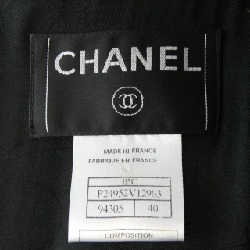 CHANEL
MADE IN FRANCE
FABRIQUE EN FRANCE
05C
P24952V12963
94305 40
COMPOSITION